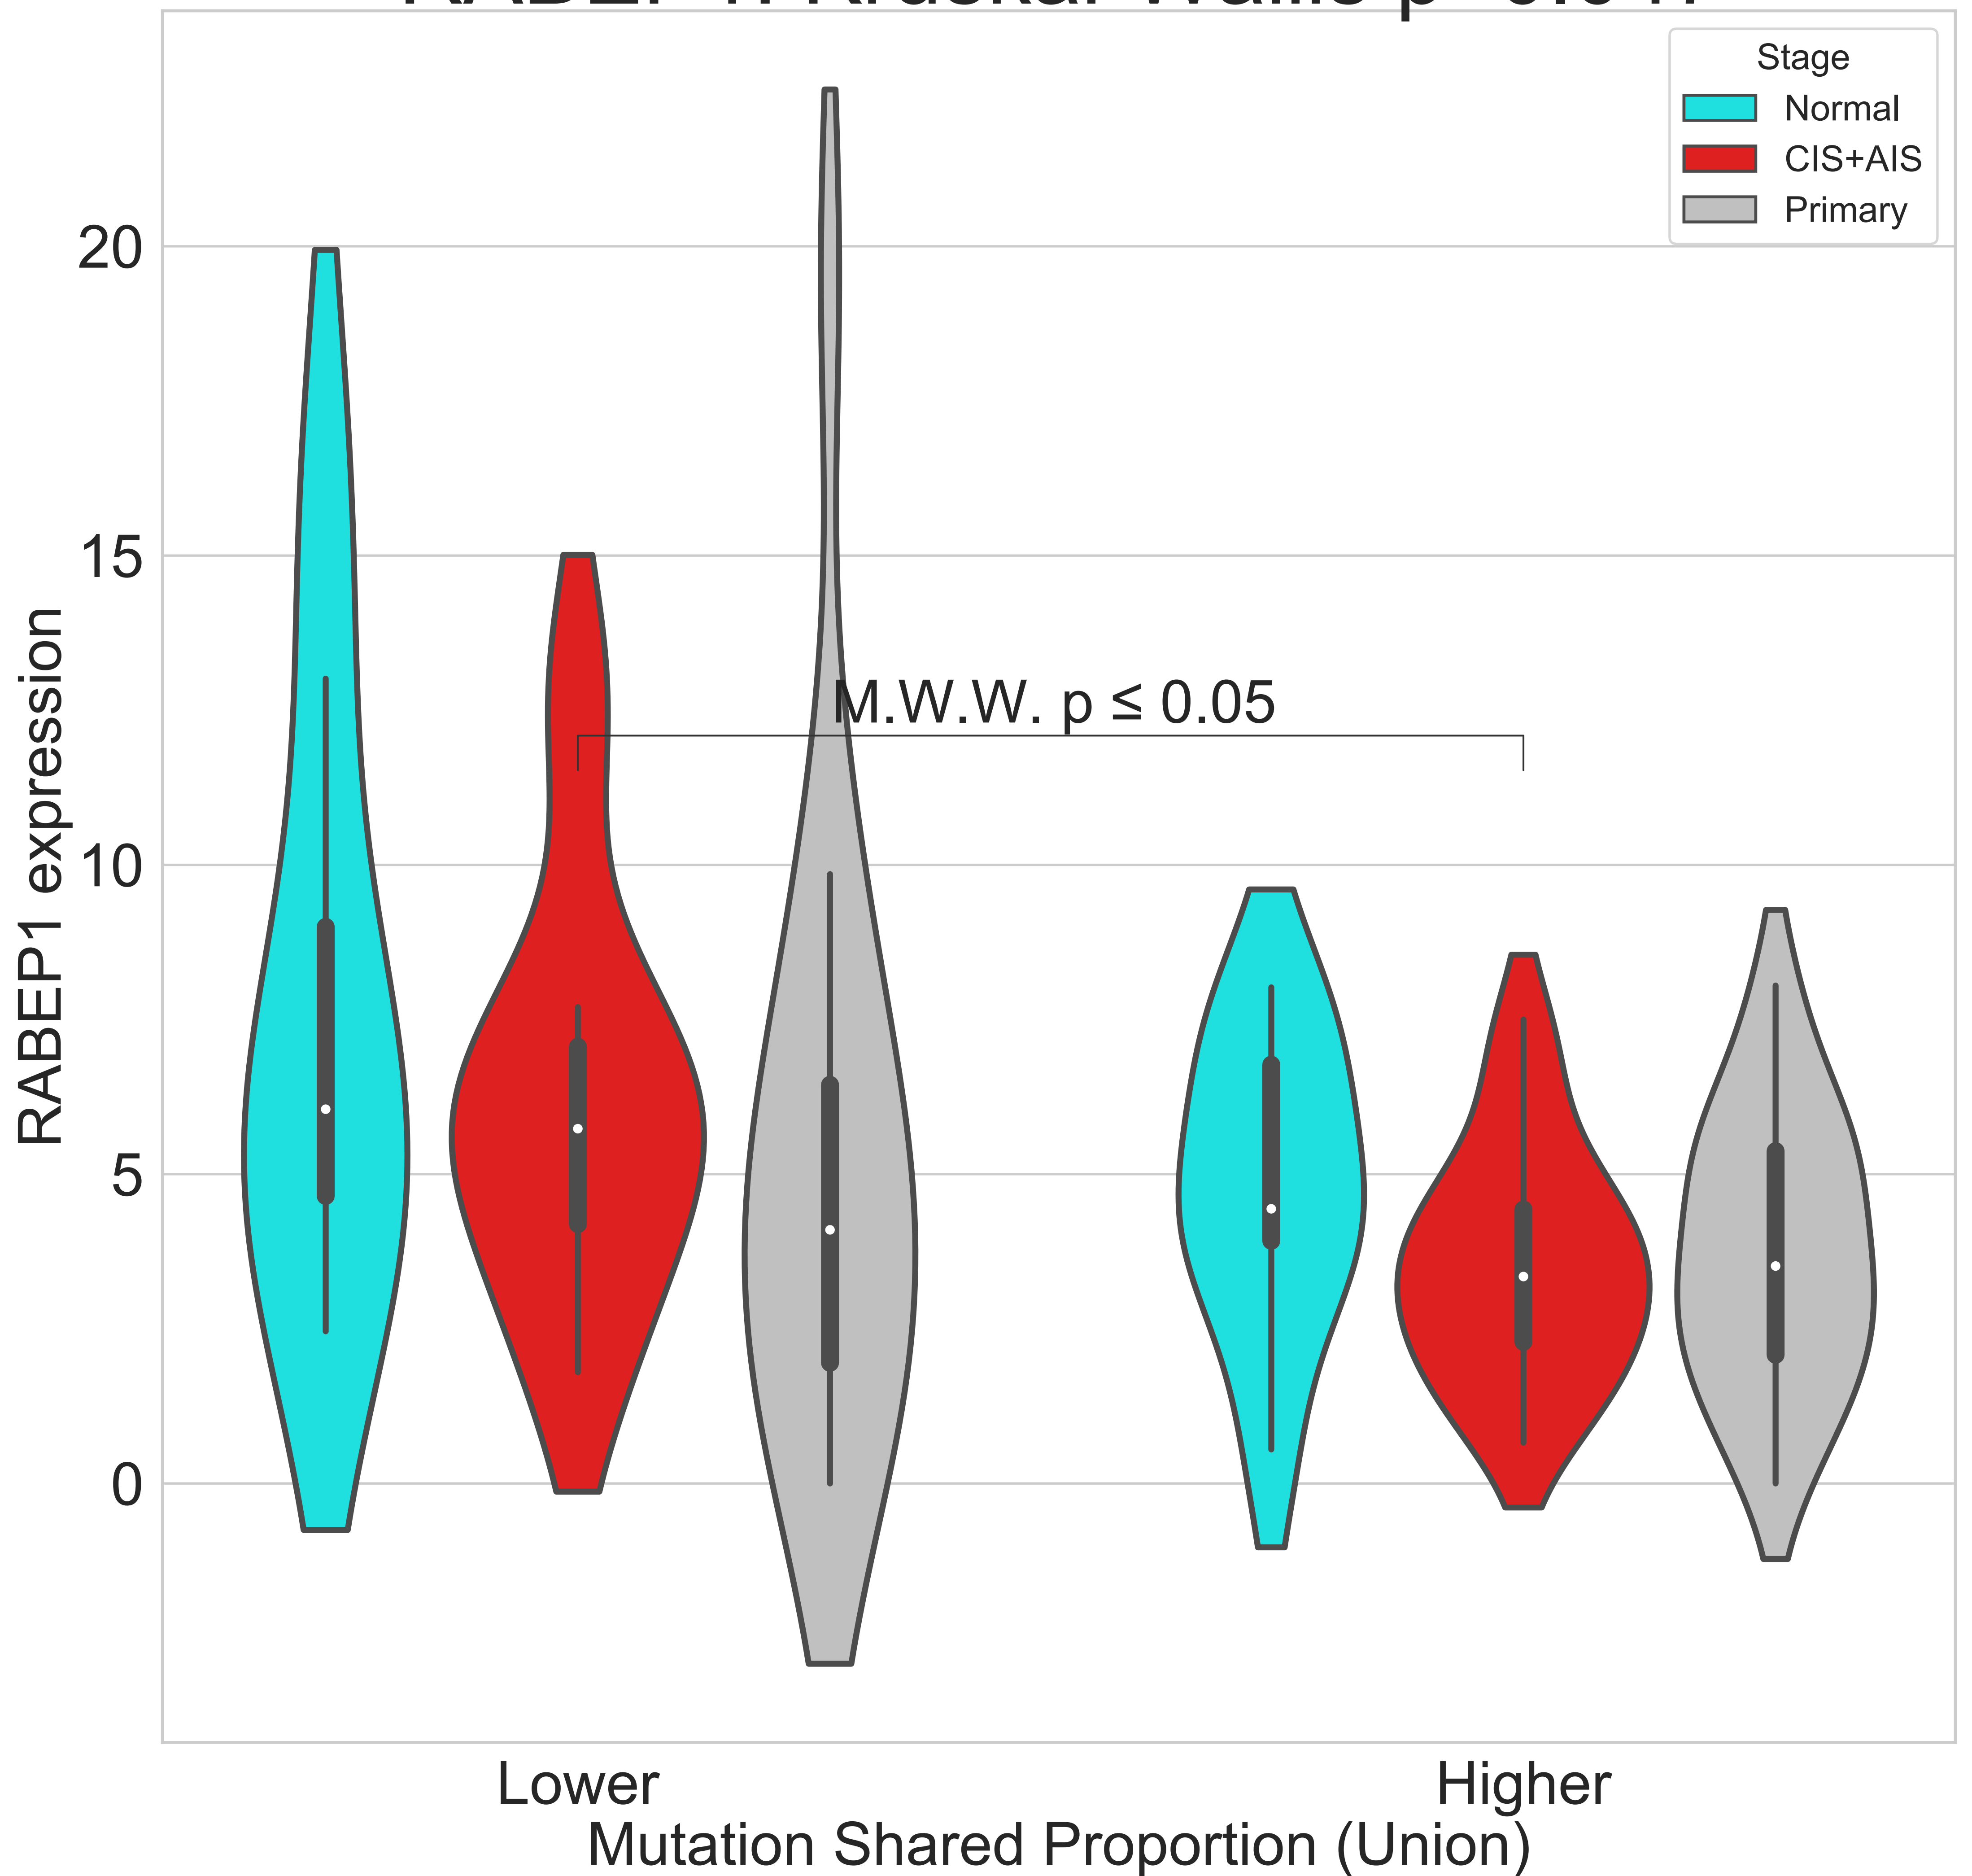 Stage
Normal
CIS+AIS
Primary
20
15
10
5
0
M.W.W. p ≤ 0.05
RABEP1 expression
Lower
Higher
Mutation Shared Proportion (Union)